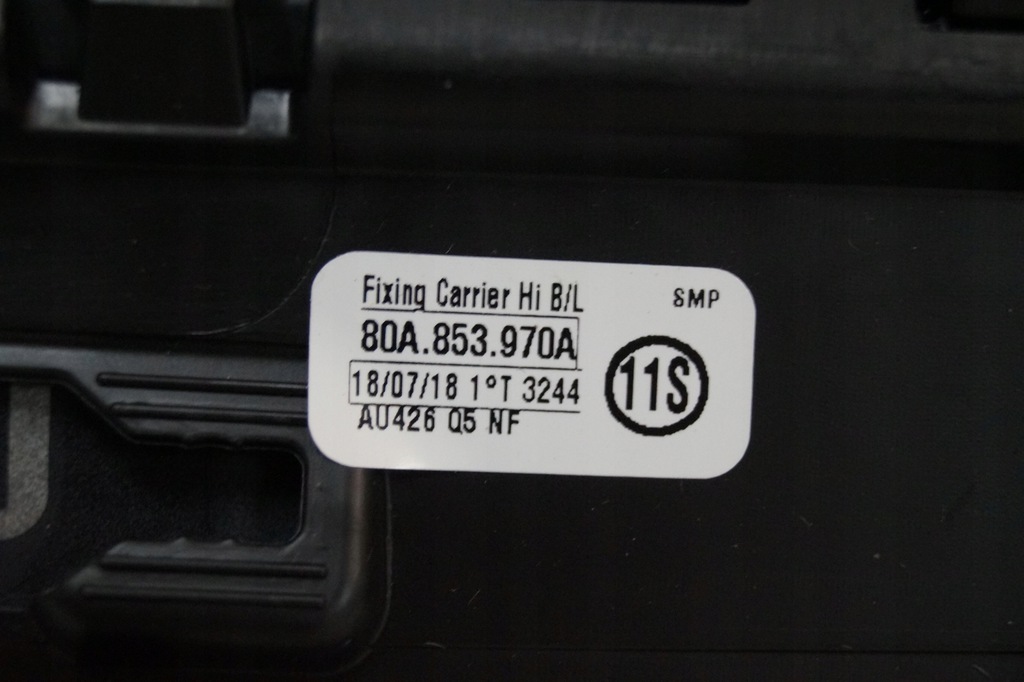 Fixing Carrier Hi B/L
SMP
80A.853.970A
11S
18/07/18 1°T 3244
AU426 Q5 NF